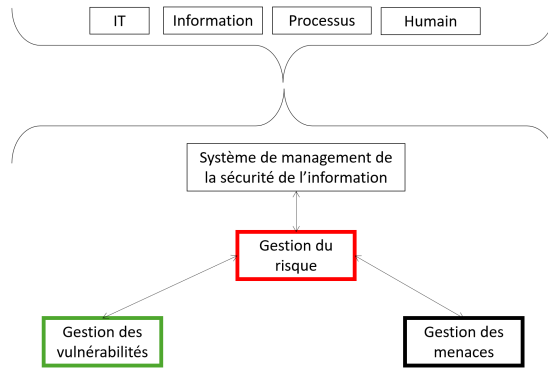 IT
Information
Processus
Humain
Système de management de
la sécurité de l'information
Gestion du
risque
Gestion des
vulnérabilités
Gestion des
menaces